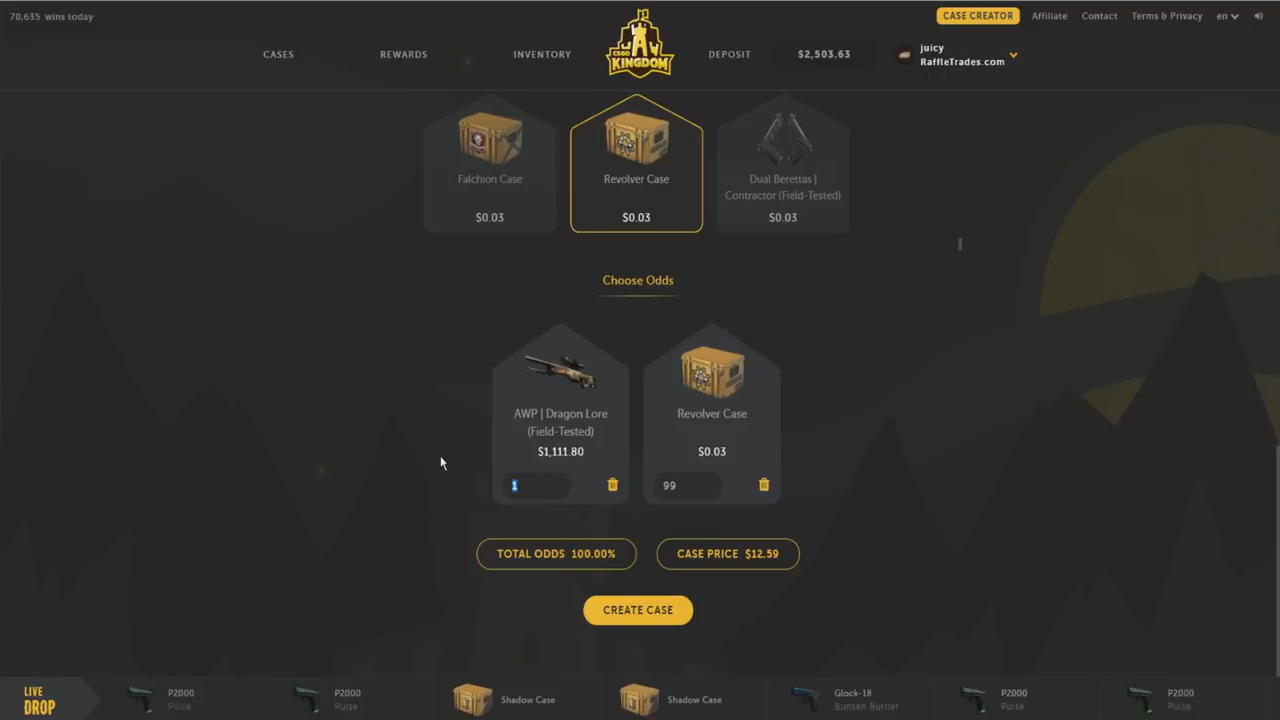 70,635 wins today
CASE CREATOR
Affiliate
Contact
Terms & Privacy
en
CASES
REWARDS
INVENTORY
CSGO
KINGDOM
DEPOSIT
$2,503.63
juicy
RaffleTrades.com
Falchion Case
$0.03
Revolver Case
$0.03
Dual Berettas |
Contractor (Field-Tested)
$0.03
Choose Odds
AWP | Dragon Lore
(Field-Tested)
$1,111.80
1
Revolver Case
$0.03
99
TOTAL ODDS 100.00%
CASE PRICE $12.59
CREATE CASE
LIVE
DROP
P2000
Pulse
P2000
Pulse
Shadow Case
Shadow Case
Glock-18
Bunsen Burner
P2000
Pulse
P2000
Pulse